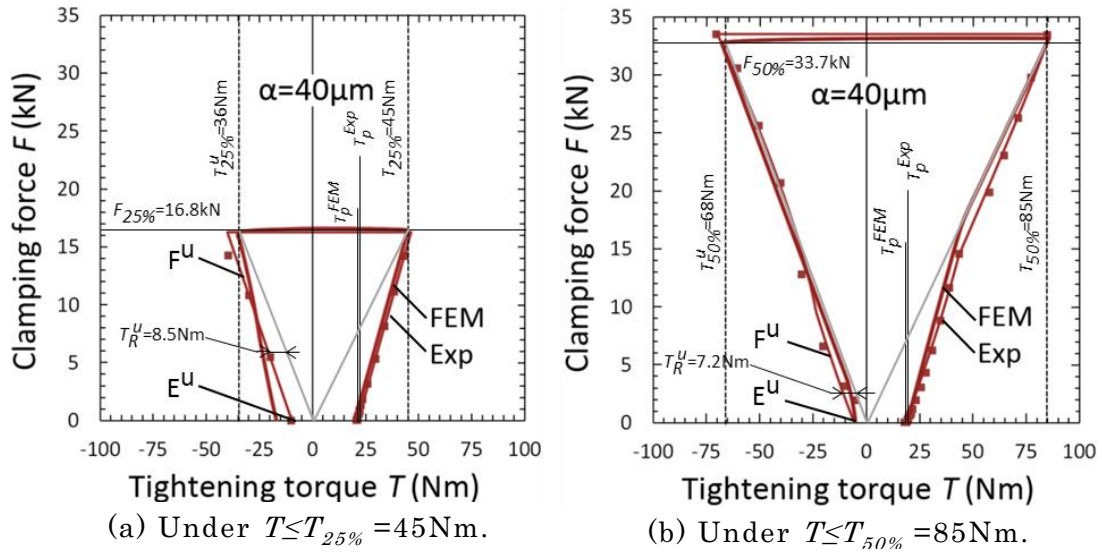 35
30
25
20
15
10
5
0
Clamping force F (kN)
α=40μm
T^u_25%=36Nm
T_p^Exp
T_25%=45Nm
T_p^FEM
F_25%=16.8kN
F^u
FEM
Exp
T_R^u=8.5Nm
E^u
-100 -75 -50 -25 0 25 50 75 100
Tightening torque T (Nm)
(a) Under T≤T_25% =45Nm.
35
30
25
20
15
10
5
0
Clamping force F (kN)
F_50%=33.7kN
α=40μm
T_p^Exp
T_p^FEM
T^u_50%=68Nm
T_50%=85Nm
F^u
FEM
Exp
T_R^u=7.2Nm
E^u
-100 -75 -50 -25 0 25 50 75 100
Tightening torque T (Nm)
(b) Under T≤T_50% =85Nm.